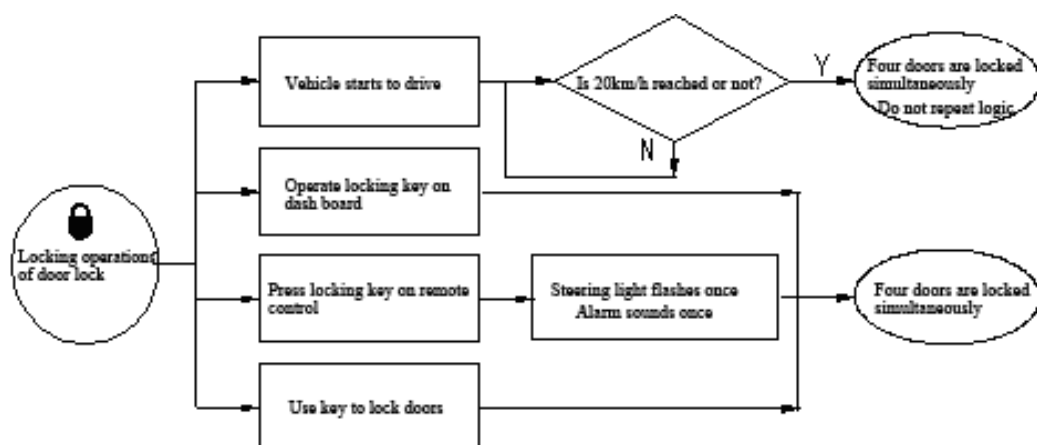 Locking operations
of door lock
Vehicle starts to drive
Is 20km/h reached or not?
Y
N
Four doors are locked
simultaneously
Do not repeat logic
Operate locking key on
dash board
Press locking key on remote
control
Steering light flashes once
Alarm sounds once
Four doors are locked
simultaneously
Use key to lock doors